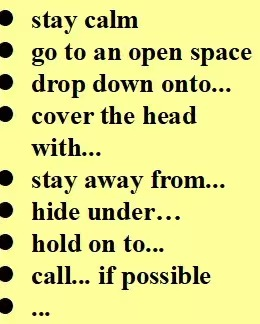 ● stay calm
● go to an open space
● drop down onto...
● cover the head
with...
● stay away from...
● hide under…
● hold on to...
● call... if possible
● ...